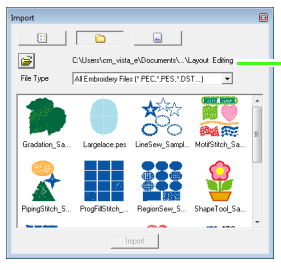 Import
C:\Users\crn_vista_e\Documents\...\Layout Editing
File Type
All Embroidery Files (*.PEC,*.PES,*.DST...)
Gradation_Sa... Largelace.pes LineSew_Sampl... MotifStitch_Sa...
PipingStitch_S... ProgFillStitch_... RegionSew_S... ShapeTool_Sa...
Import